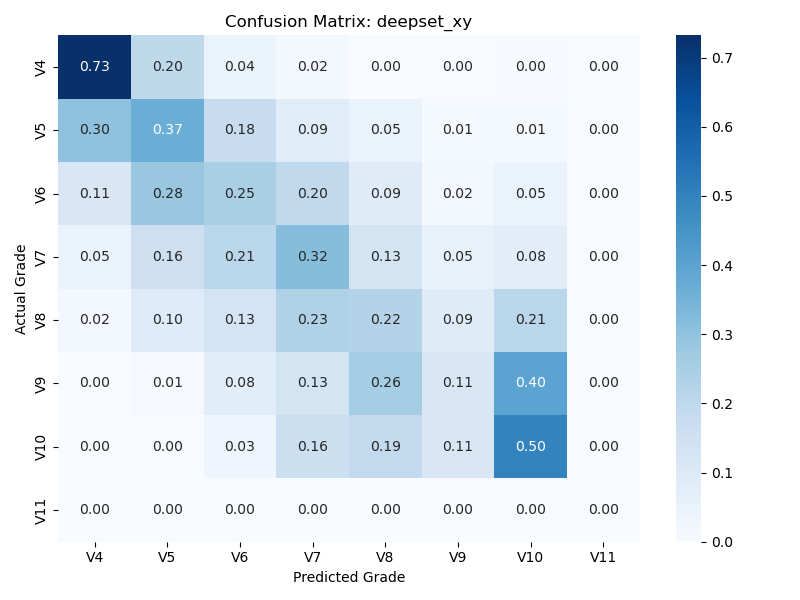 Confusion Matrix: deepset_xy
Actual Grade
V4 0.73 0.20 0.04 0.02 0.00 0.00 0.00 0.00
V5 0.30 0.37 0.18 0.09 0.05 0.01 0.01 0.00
V6 0.11 0.28 0.25 0.20 0.09 0.02 0.05 0.00
V7 0.05 0.16 0.21 0.32 0.13 0.05 0.08 0.00
V8 0.02 0.10 0.13 0.23 0.22 0.09 0.21 0.00
V9 0.00 0.01 0.08 0.13 0.26 0.11 0.40 0.00
V10 0.00 0.00 0.03 0.16 0.19 0.11 0.50 0.00
V11 0.00 0.00 0.00 0.00 0.00 0.00 0.00 0.00
V4 V5 V6 V7 V8 V9 V10 V11
Predicted Grade
0.7
0.6
0.5
0.4
0.3
0.2
0.1
0.0